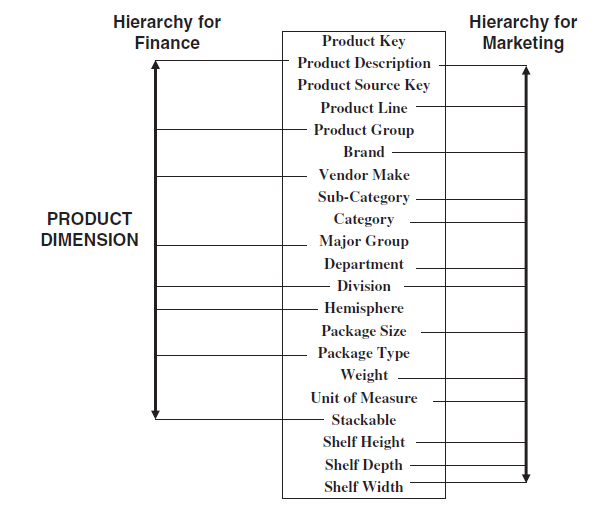 Hierarchy for
Finance
Hierarchy for
Marketing
PRODUCT
DIMENSION
Product Key
Product Description
Product Source Key
Product Line
Product Group
Brand
Vendor Make
Sub-Category
Category
Major Group
Department
Division
Hemisphere
Package Size
Package Type
Weight
Unit of Measure
Stackable
Shelf Height
Shelf Depth
Shelf Width